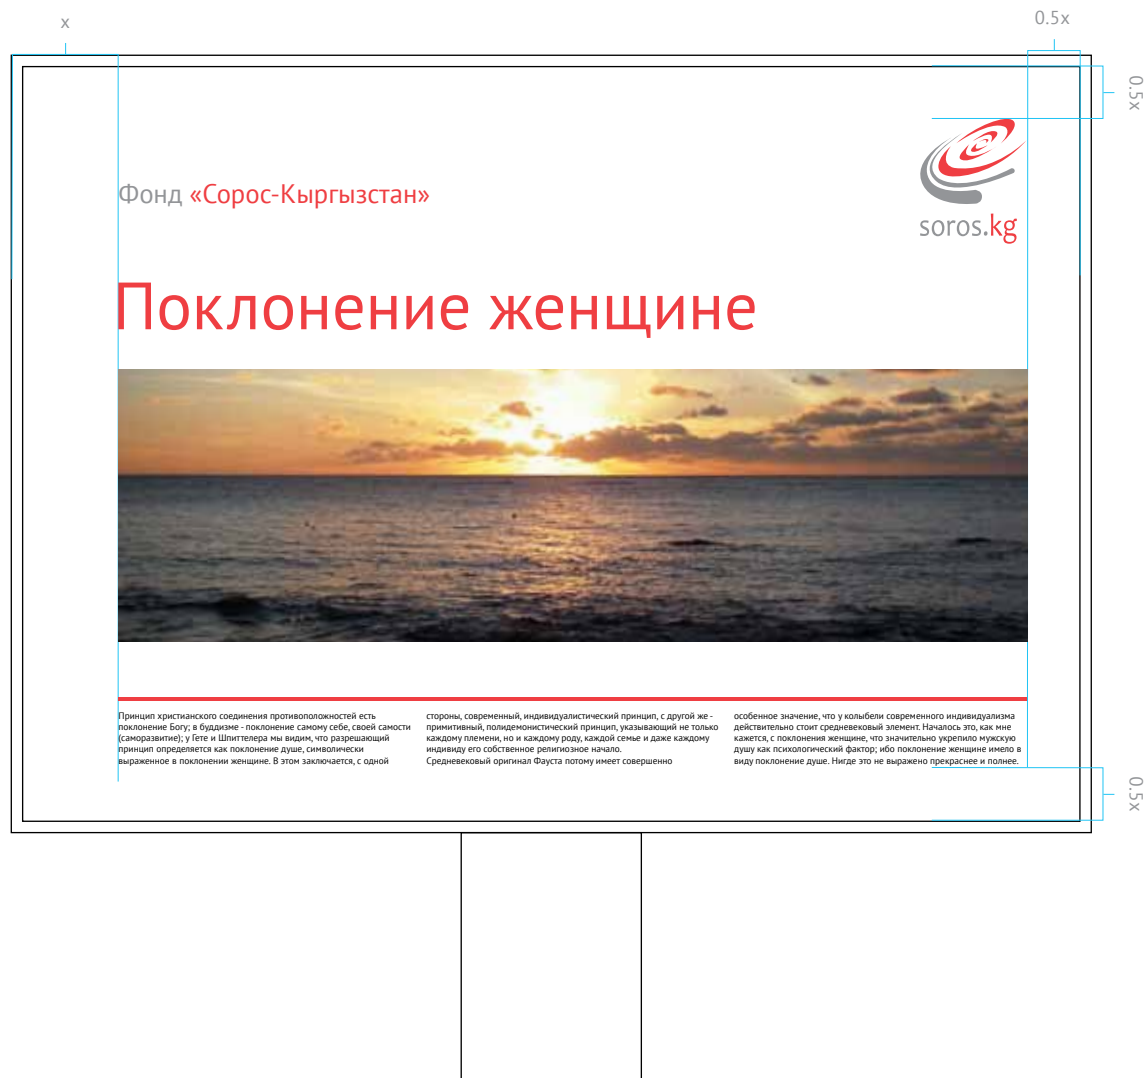 x
0.5x
0.5x
Фонд «Сорос-Кыргызстан»
soros.kg
Поклонение женщине
Принцип христианского соединения противоположностей есть
поклонение Богу; в буддизме - поклонение самому себе, своей самости
(саморазвитие); у Гете и Шпиттелера мы видим, что разрешающий
принцип определяется как поклонение душе, символически
выраженное в поклонении женщине. В этом заключается, с одной
стороны, современный, индивидуалистический принцип, с другой же -
примитивный, полидемонистический принцип, указывающий не только
каждому племени, но и каждому роду, каждой семье и даже каждому
индивиду его собственное религиозное начало.
Средневековый оригинал Фауста потому имеет совершенно
особенное значение, что у колыбели современного индивидуализма
действительно стоит средневековый элемент. Началось это, как мне
кажется, с поклонения женщине, что значительно укрепило мужскую
душу как психологический фактор; ибо поклонение женщине имело в
виду поклонение душе. Нигде это не выражено прекраснее и полнее.
0.5x